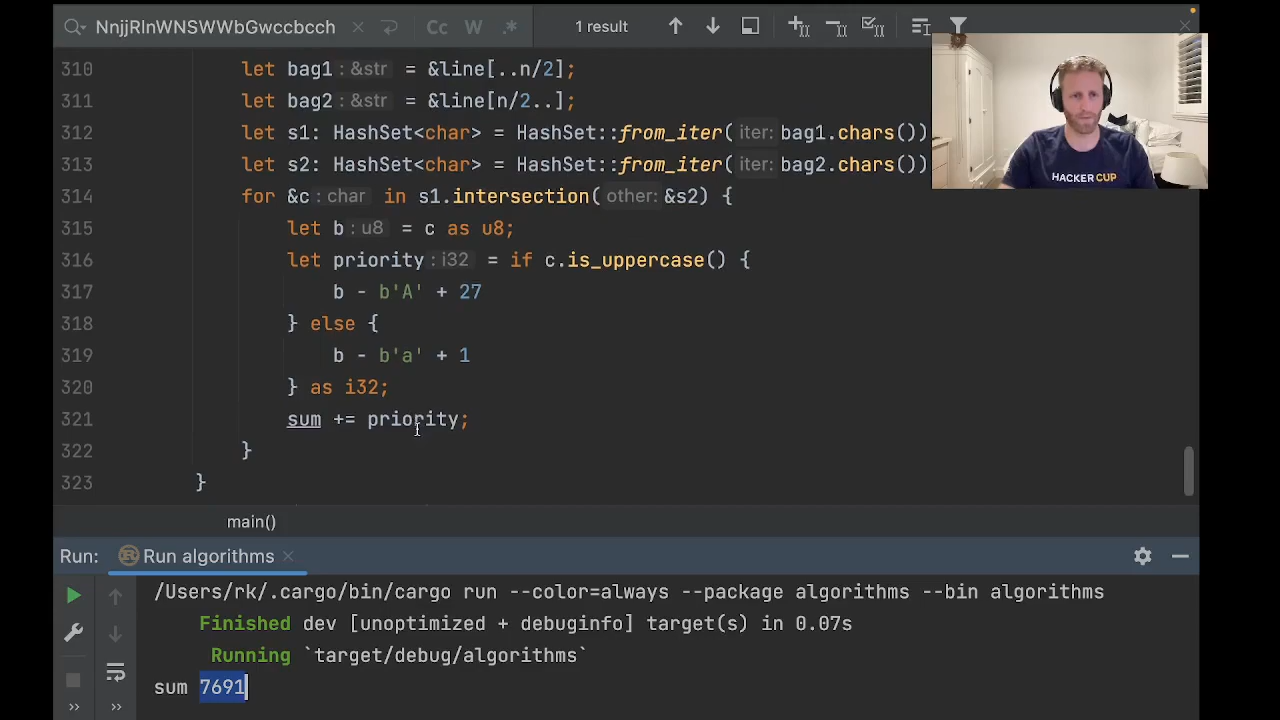 NnjjRlnWNSWWbGwccbcch
Cc W .*
1 result
310 let bag1: &str = &line[..n/2];
311 let bag2: &str = &line[n/2..];
312 let s1: HashSet<char> = HashSet::from_iter( iter: bag1.chars())
313 let s2: HashSet<char> = HashSet::from_iter( iter: bag2.chars())
314 for &c: char in s1.intersection( other: &s2) {
315 let b: u8 = c as u8;
316 let priority: i32 = if c.is_uppercase() {
317 b - b'A' + 27
318 } else {
319 b - b'a' + 1
320 } as i32;
321 sum += priority;
322 }
323 }
HACKER CUP
main()
Run: Run algorithms
/Users/rk/.cargo/bin/cargo run --color=always --package algorithms --bin algorithms
Finished dev [unoptimized + debuginfo] target(s) in 0.07s
Running `target/debug/algorithms`
sum 7691